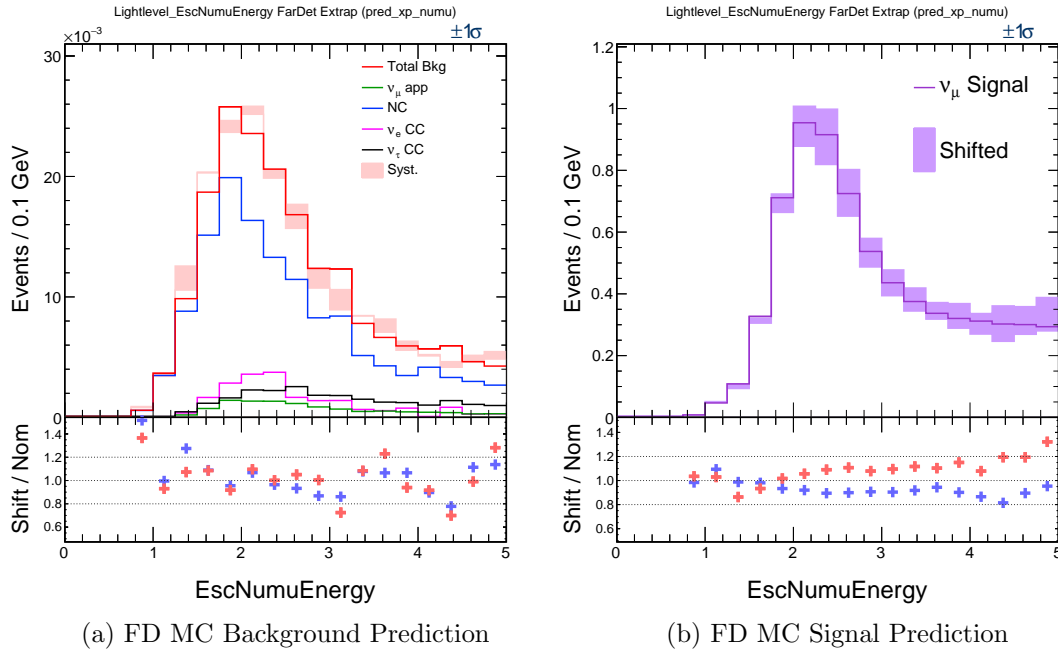 Lightlevel_EscNumuEnergy FarDet Extrap (pred_xp_numu)
±1σ
30 ×10⁻³
20
10
0
Events / 0.1 GeV
Total Bkg
νμ app
NC
νe CC
ντ CC
Syst.
1.4
1.2
1.0
0.8
0.6
Shift / Nom
0 1 2 3 4 5
EscNumuEnergy
(a) FD MC Background Prediction
Lightlevel_EscNumuEnergy FarDet Extrap (pred_xp_numu)
±1σ
1.2
1
0.8
0.6
0.4
0.2
0
Events / 0.1 GeV
νμ Signal
Shifted
1.4
1.2
1.0
0.8
0.6
Shift / Nom
0 1 2 3 4 5
EscNumuEnergy
(b) FD MC Signal Prediction